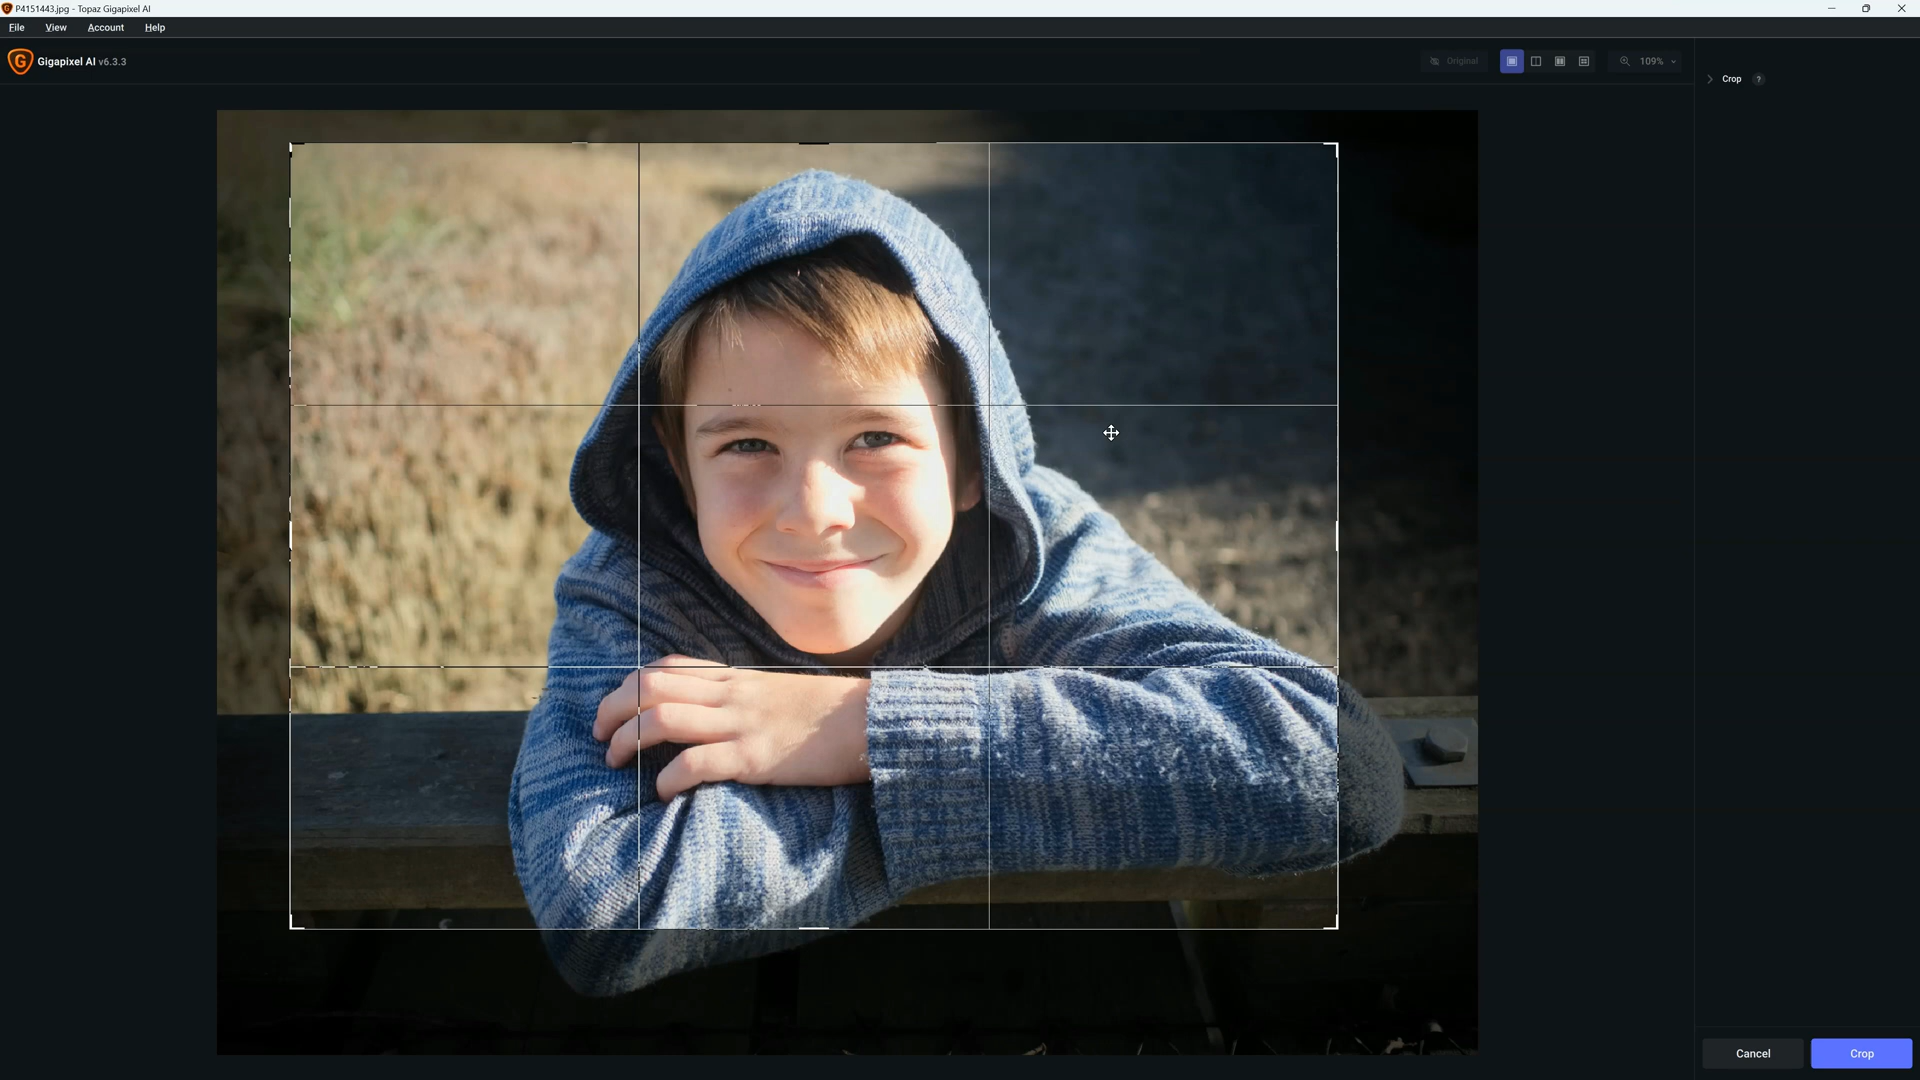 P4151443.jpg - Topaz Gigapixel AI
File View Account Help
Gigapixel AI v6.3.3
Original
109%
Crop ?
Cancel
Crop